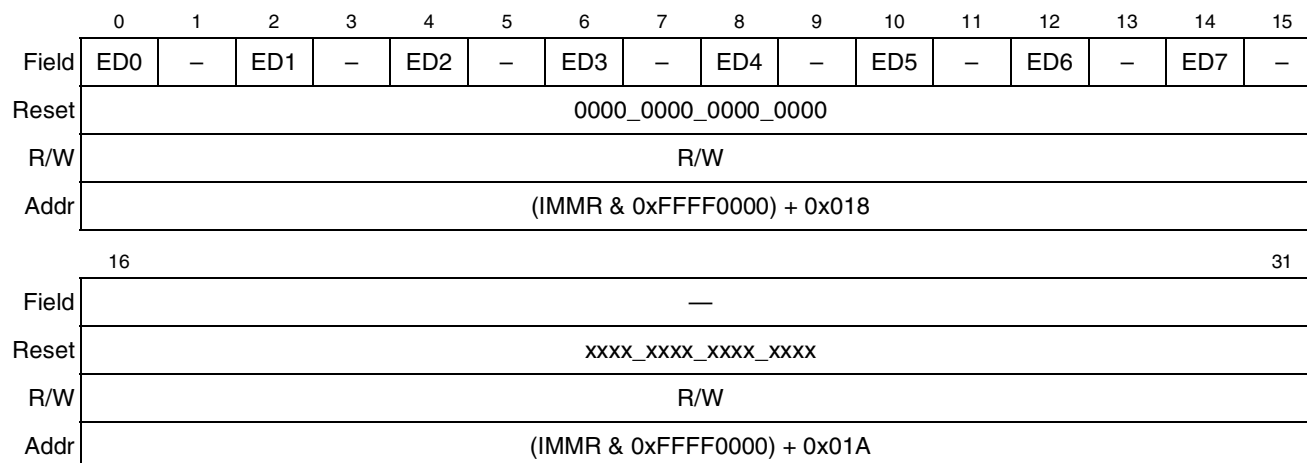 0 1 2 3 4 5 6 7 8 9 10 11 12 13 14 15
Field ED0 – ED1 – ED2 – ED3 – ED4 – ED5 – ED6 – ED7 –
Reset 0000_0000_0000_0000
R/W R/W
Addr (IMMR & 0xFFFF0000) + 0x018
16 31
Field —
Reset xxxx_xxxx_xxxx_xxxx
R/W R/W
Addr (IMMR & 0xFFFF0000) + 0x01A